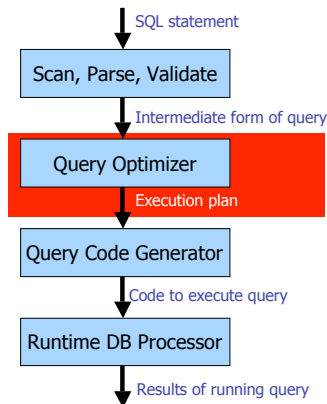 SQL statement
Scan, Parse, Validate
Intermediate form of query
Query Optimizer
Execution plan
Query Code Generator
Code to execute query
Runtime DB Processor
Results of running query